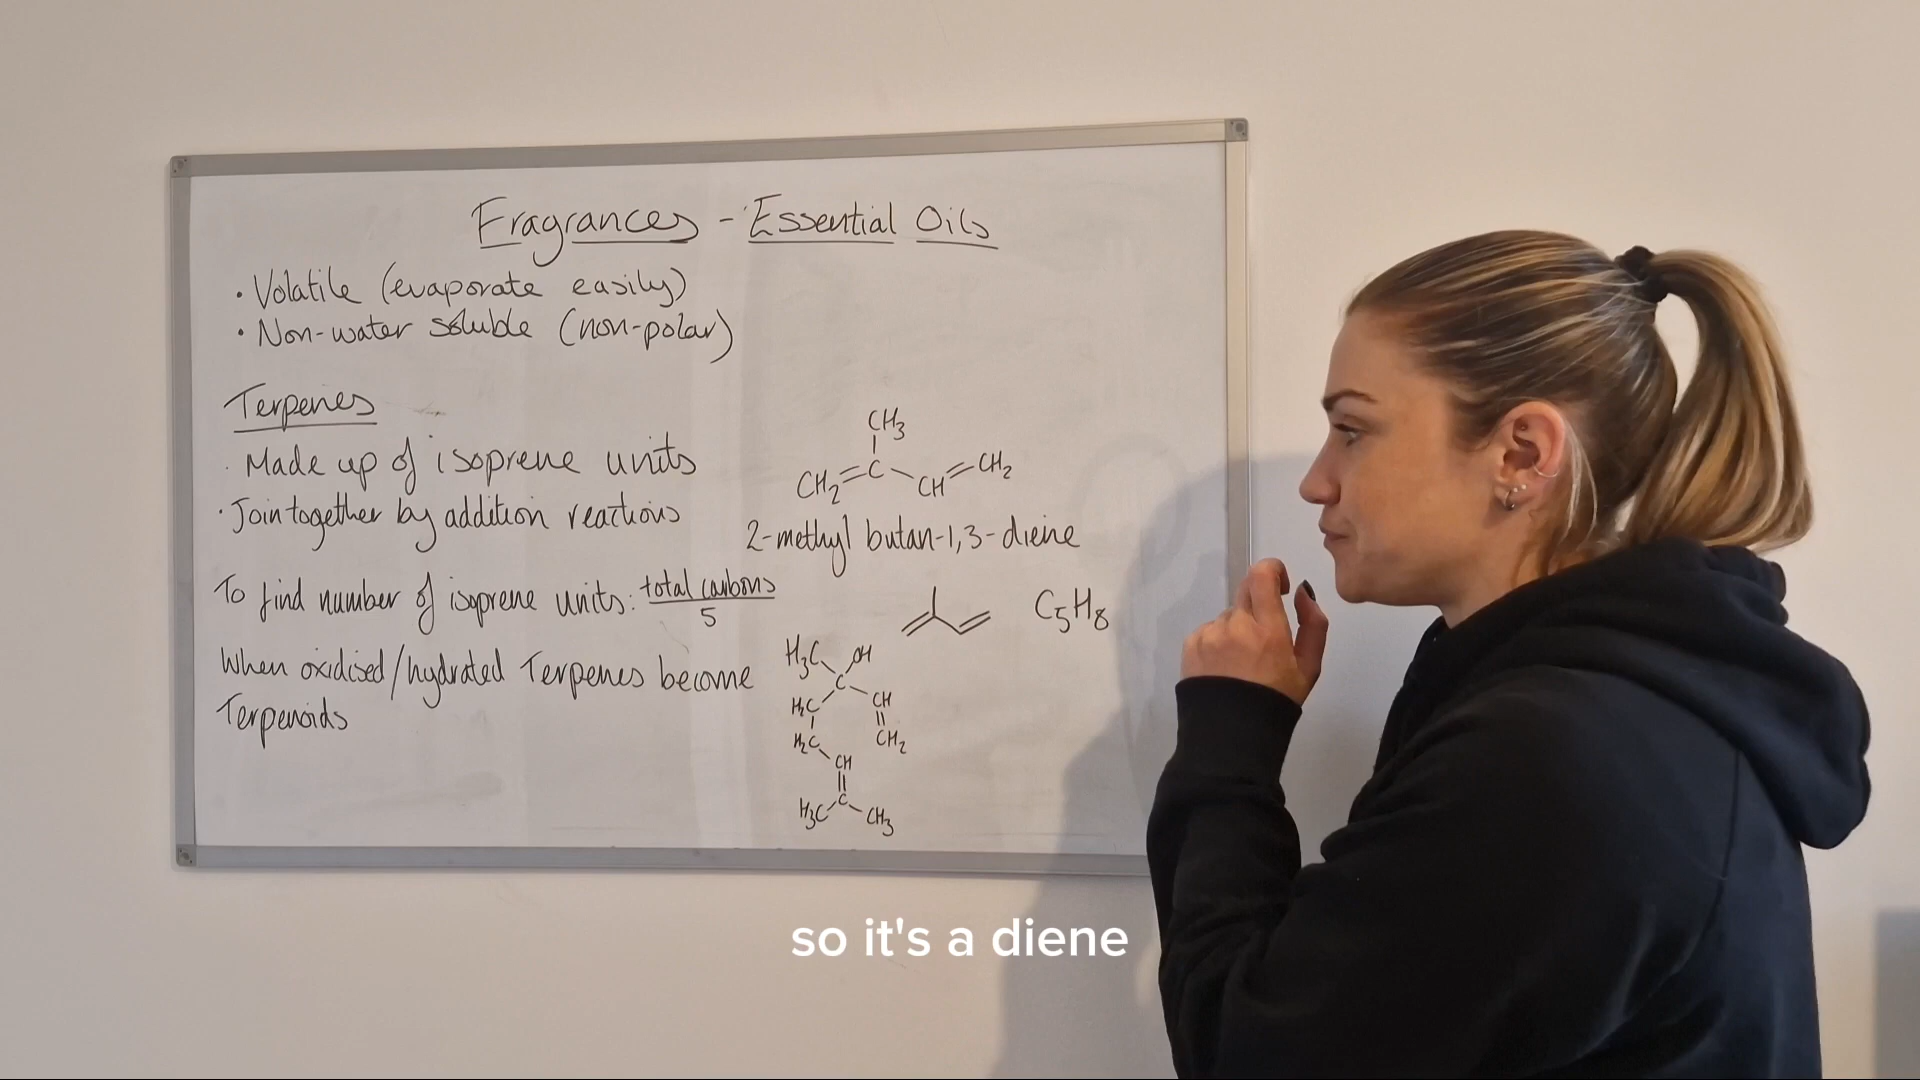 Fragrances - Essential Oils
• Volatile (evaporate easily)
• Non-water soluble (non-polar)
Terpenes
· Made up of isoprene units
· Join together by addition reactions
To find number of isoprene units: total carbons
5
When oxidised/hydrated Terpenes become
Terpenoids
CH3
CH2=C-CH=CH2
2-methyl butan-1,3-diene
C5H8
H3C OH
C
H2C CH
H2C CH2
CH
C
H3C CH3
so it's a diene